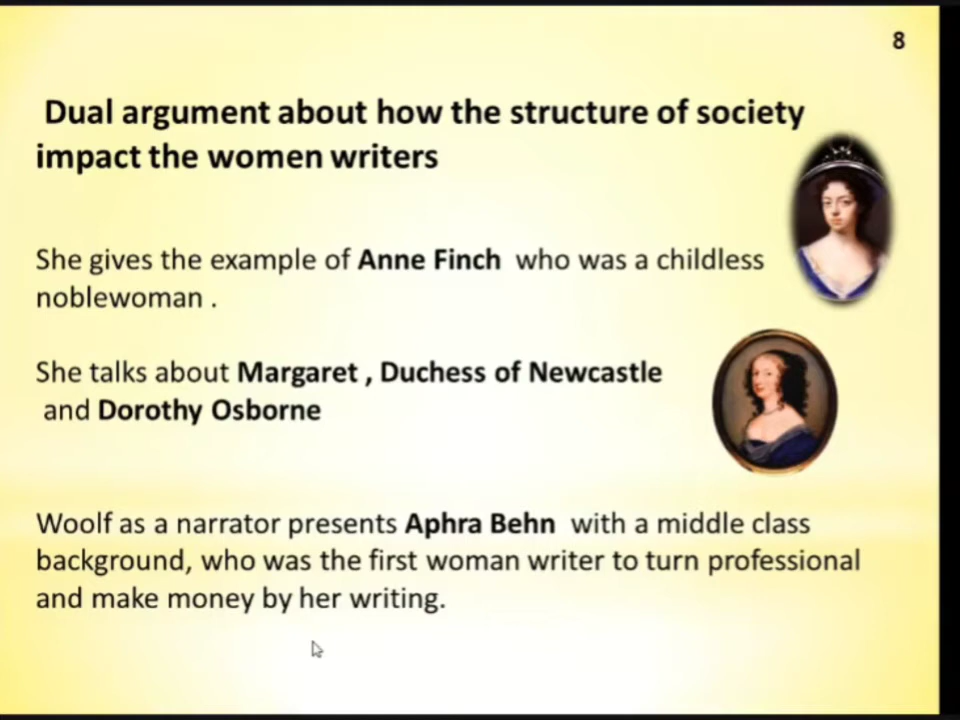 8
Dual argument about how the structure of society
impact the women writers
She gives the example of Anne Finch who was a childless
noblewoman .
She talks about Margaret , Duchess of Newcastle
and Dorothy Osborne
Woolf as a narrator presents Aphra Behn with a middle class
background, who was the first woman writer to turn professional
and make money by her writing.